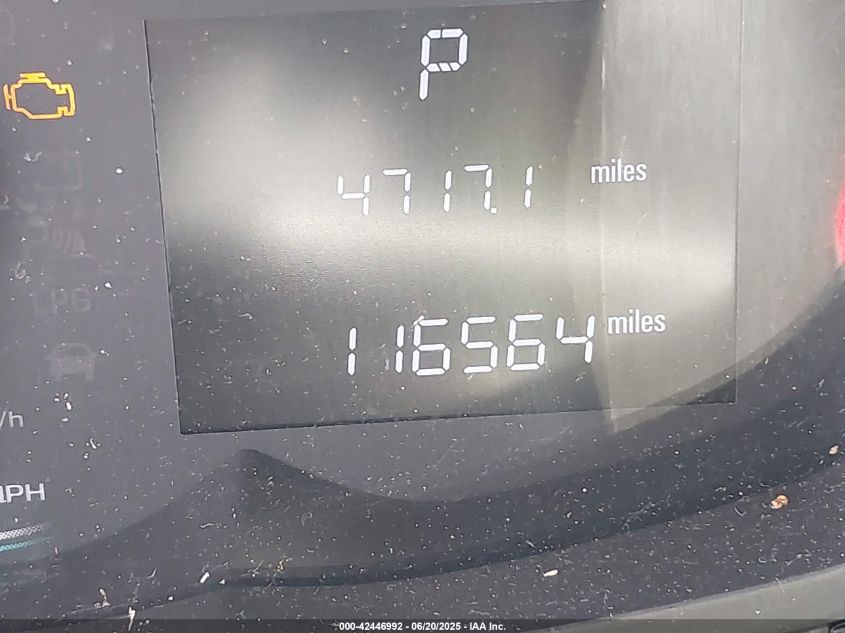 P
4717.1 miles
LPG
116564 miles
/h
MPH
000-42446992 - 06/20/2025 - IAA Inc.